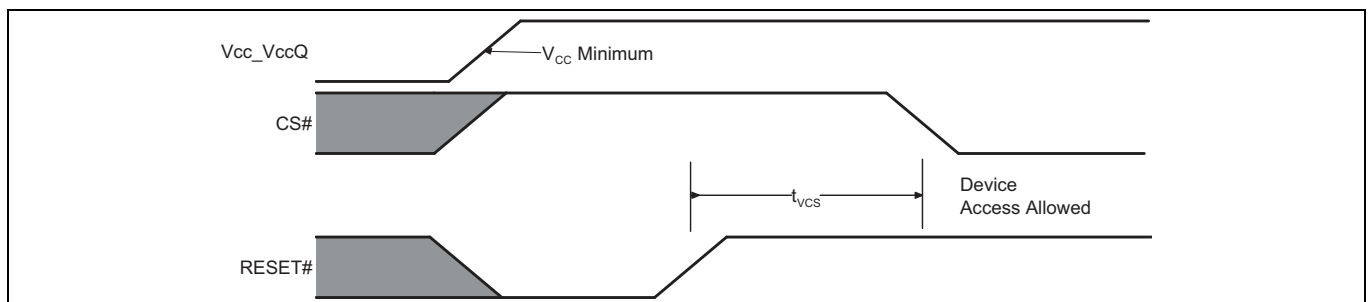 Vcc_VccQ
VCC Minimum
CS#
tVCS
Device
Access Allowed
RESET#